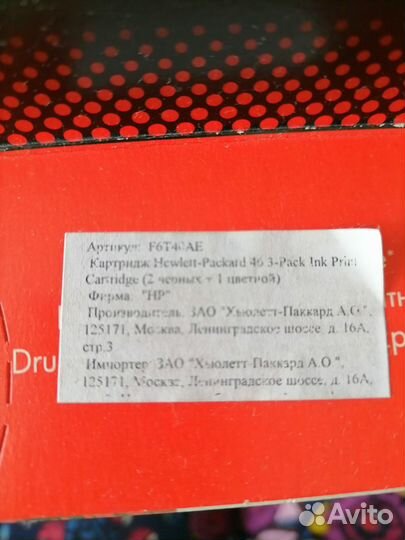 Артикул: F6T40AE
Картридж Hewlett-Packard 46 3-Pack Ink Print
Cartridge (2 черных + 1 цветной)
Фирма: "HP"
Производитель: ЗАО "Хьюлетт-Паккард А.О.",
125171, Москва, Ленинградское шоссе, д. 16А,
стр.3
Dru
Импортер: ЗАО "Хьюлетт-Паккард А.О.",
125171, Москва, Ленинградское шоссе, д. 16А,
Avito